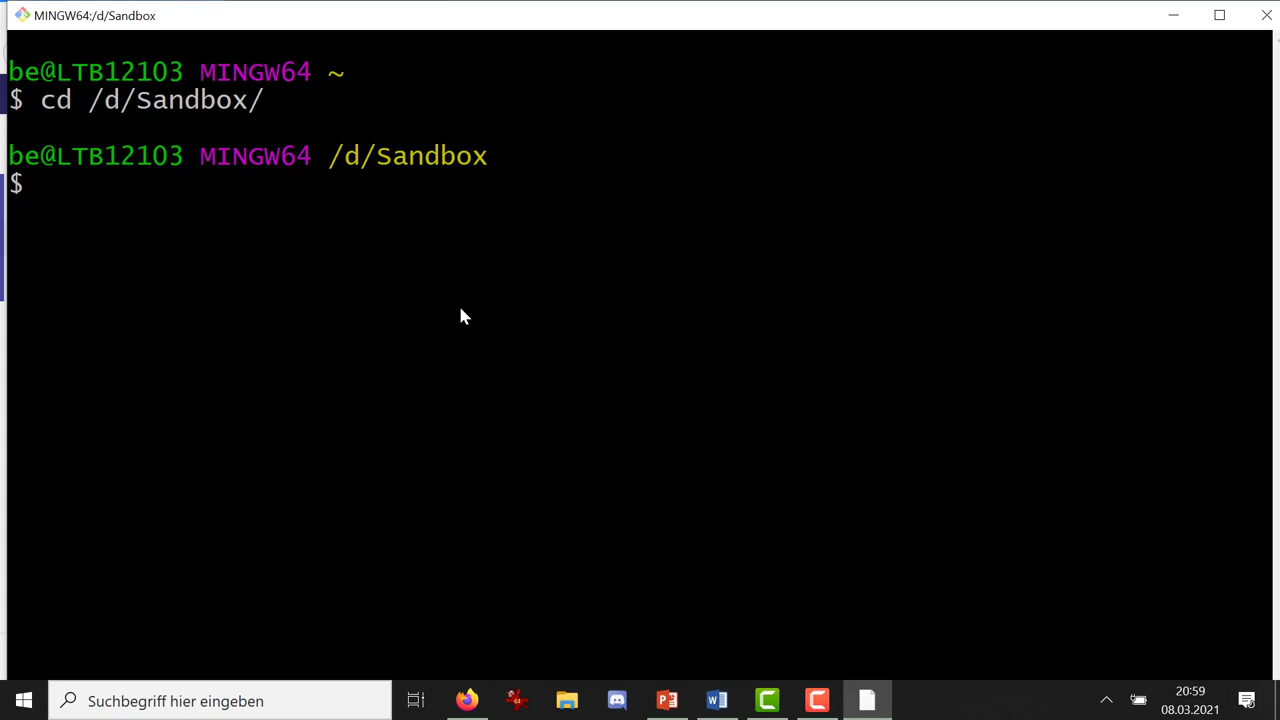 MINGW64:/d/Sandbox
be@LTB12103 MINGW64 ~
$ cd /d/Sandbox/
be@LTB12103 MINGW64 /d/Sandbox
$
Suchbegriff hier eingeben
20:59
08.03.2021